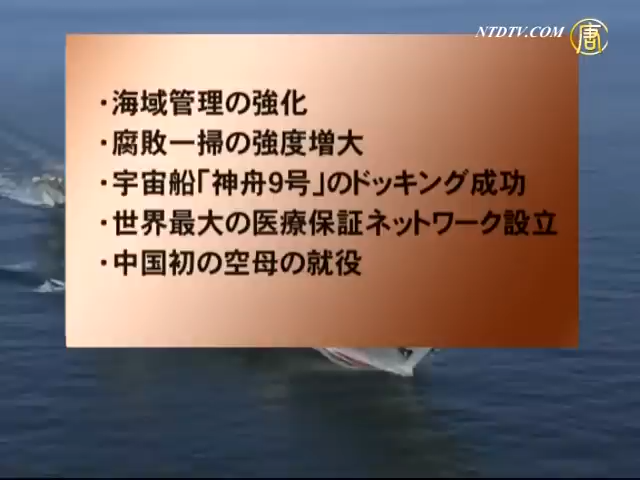 NTDTV.COM 唐
・海域管理の強化
・腐敗一掃の強度増大
・宇宙船「神舟9号」のドッキング成功
・世界最大の医療保証ネットワーク設立
・中国初の空母の就役